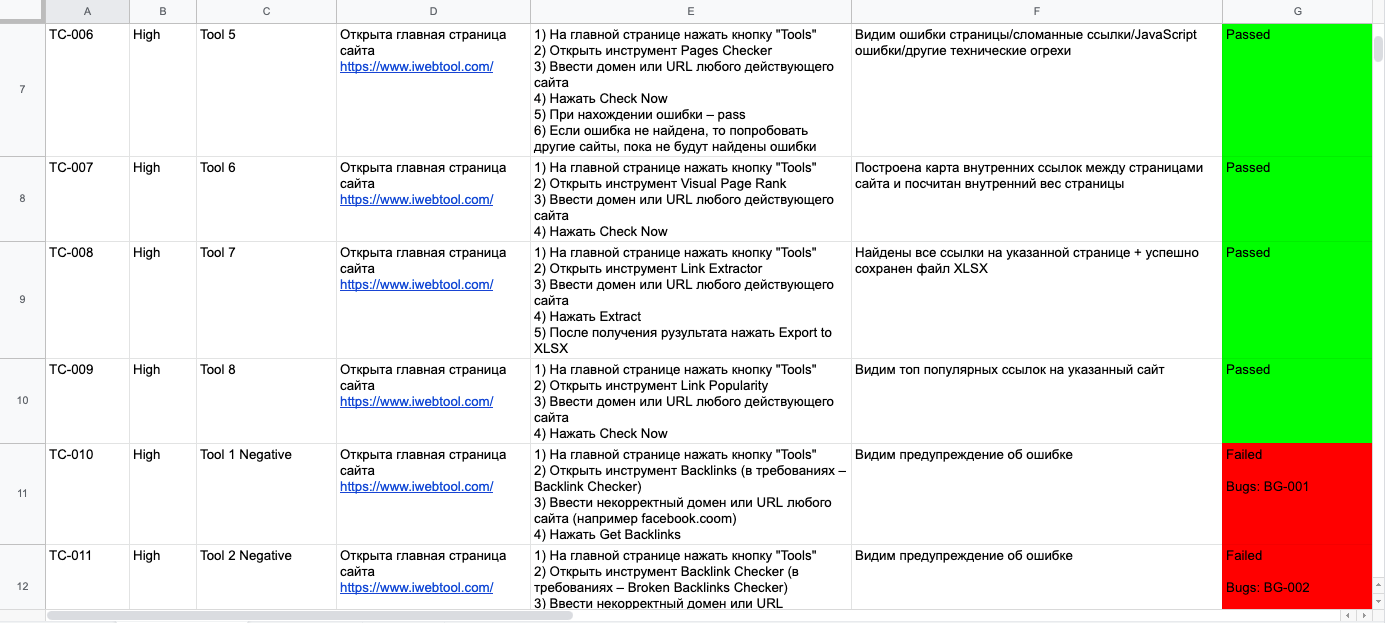 A B C D E F G
7
TC-006
High
Tool 5
Открыта главная страница
сайта
https://www.iwebtool.com/
1) На главной странице нажать кнопку "Tools"
2) Открыть инструмент Pages Checker
3) Ввести домен или URL любого действующего
сайта
4) Нажать Check Now
5) При нахождении ошибки – pass
6) Если ошибка не найдена, то попробовать
другие сайты, пока не будут найдены ошибки
Видим ошибки страницы/сломанные ссылки/JavaScript
ошибки/другие технические огрехи
Passed
8
TC-007
High
Tool 6
Открыта главная страница
сайта
https://www.iwebtool.com/
1) На главной странице нажать кнопку "Tools"
2) Открыть инструмент Visual Page Rank
3) Ввести домен или URL любого действующего
сайта
4) Нажать Check Now
Построена карта внутренних ссылок между страницами
сайта и посчитан внутренний вес страницы
Passed
9
TC-008
High
Tool 7
Открыта главная страница
сайта
https://www.iwebtool.com/
1) На главной странице нажать кнопку "Tools"
2) Открыть инструмент Link Extractor
3) Ввести домен или URL любого действующего
сайта
4) Нажать Extract
5) После получения рузультата нажать Export to
XLSX
Найдены все ссылки на указанной странице + успешно
сохранен файл XLSX
Passed
10
TC-009
High
Tool 8
Открыта главная страница
сайта
https://www.iwebtool.com/
1) На главной странице нажать кнопку "Tools"
2) Открыть инструмент Link Popularity
3) Ввести домен или URL любого действующего
сайта
4) Нажать Check Now
Видим топ популярных ссылок на указанный сайт
Passed
11
TC-010
High
Tool 1 Negative
Открыта главная страница
сайта
https://www.iwebtool.com/
1) На главной странице нажать кнопку "Tools"
2) Открыть инструмент Backlinks (в требованиях –
Backlink Checker)
3) Ввести некорректный домен или URL любого
сайта (например facebook.coom)
4) Нажать Get Backlinks
Видим предупреждение об ошибке
Failed
Bugs: BG-001
12
TC-011
High
Tool 2 Negative
Открыта главная страница
сайта
https://www.iwebtool.com/
1) На главной странице нажать кнопку "Tools"
2) Открыть инструмент Backlink Checker (в
требованиях – Broken Backlinks Checker)
3) Ввести некорректный домен или URL
Видим предупреждение об ошибке
Failed
Bugs: BG-002